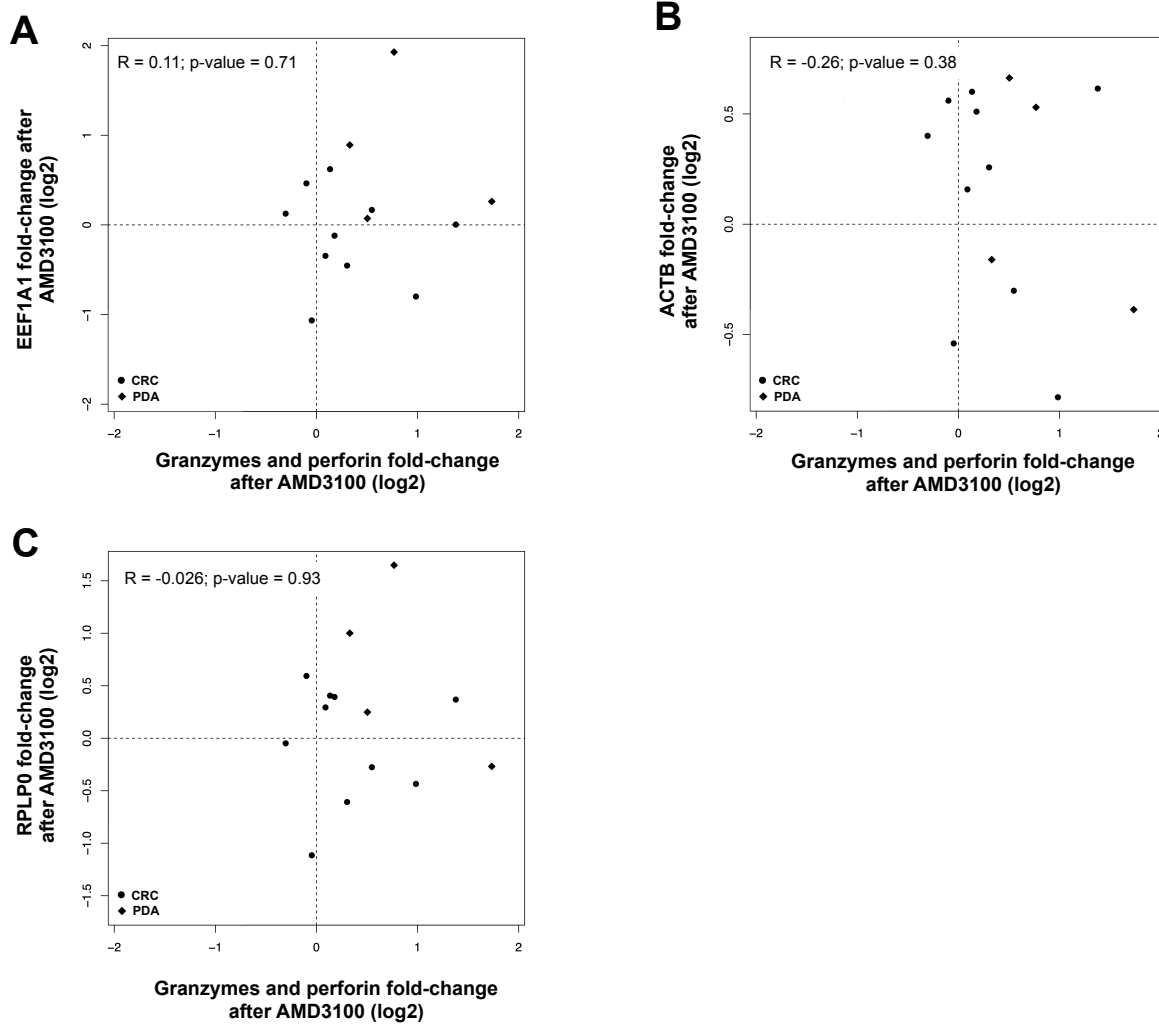 A
R = 0.11; p-value = 0.71
EEF1A1 fold-change after
AMD3100 (log2)
2
1
0
−1
−2
CRC
PDA
−2 −1 0 1 2
Granzymes and perforin fold-change
after AMD3100 (log2)
B
R = -0.26; p-value = 0.38
ACTB fold-change
after AMD3100 (log2)
0.5
0.0
−0.5
CRC
PDA
−2 −1 0 1 2
Granzymes and perforin fold-change
after AMD3100 (log2)
C
R = -0.026; p-value = 0.93
RPLP0 fold-change
after AMD3100 (log2)
1.5
1.0
0.5
0.0
−0.5
−1.0
−1.5
CRC
PDA
−2 −1 0 1 2
Granzymes and perforin fold-change
after AMD3100 (log2)